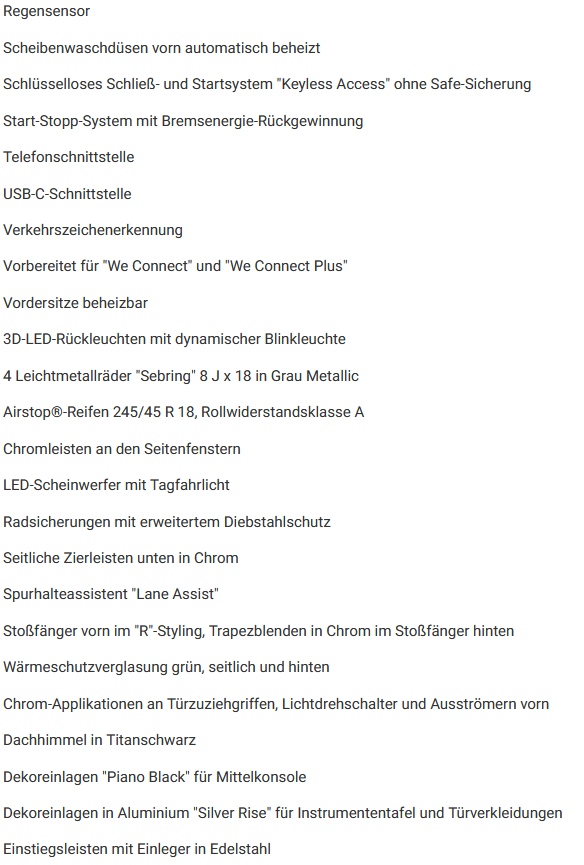 Regensensor
Scheibenwaschdüsen vorn automatisch beheizt
Schlüsselloses Schließ- und Startsystem "Keyless Access" ohne Safe-Sicherung
Start-Stopp-System mit Bremsenergie-Rückgewinnung
Telefonschnittstelle
USB-C-Schnittstelle
Verkehrszeichenerkennung
Vorbereitet für "We Connect" und "We Connect Plus"
Vordersitze beheizbar
3D-LED-Rückleuchten mit dynamischer Blinkleuchte
4 Leichtmetallräder "Sebring" 8 J x 18 in Grau Metallic
Airstop®-Reifen 245/45 R 18, Rollwiderstandsklasse A
Chromleisten an den Seitenfenstern
LED-Scheinwerfer mit Tagfahrlicht
Radsicherungen mit erweitertem Diebstahlschutz
Seitliche Zierleisten unten in Chrom
Spurhalteassistent "Lane Assist"
Stoßfänger vorn im "R"-Styling, Trapezblenden in Chrom im Stoßfänger hinten
Wärmeschutzverglasung grün, seitlich und hinten
Chrom-Applikationen an Türzuziehgriffen, Lichtdrehschalter und Ausströmern vorn
Dachhimmel in Titanschwarz
Dekoreinlagen "Piano Black" für Mittelkonsole
Dekoreinlagen in Aluminium "Silver Rise" für Instrumententafel und Türverkleidungen
Einstiegsleisten mit Einleger in Edelstahl